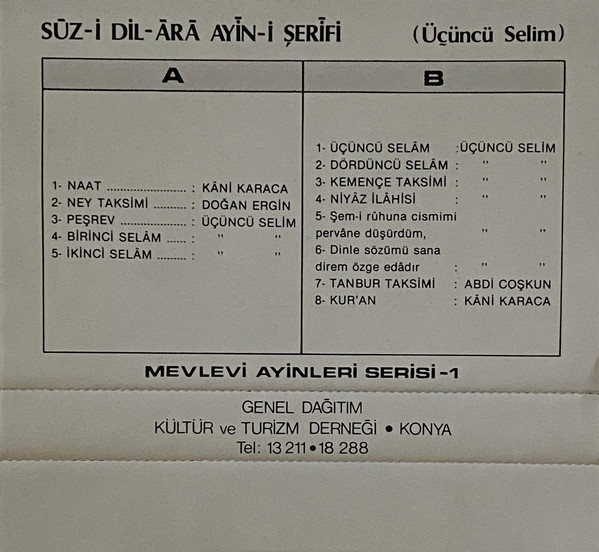 SÛZ-İ DİL-ÂRÂ AYİN-İ ŞERİFİ (Üçüncü Selim)
A
1- NAAT ........................ : KÂNİ KARACA
2- NEY TAKSİMİ .......... : DOĞAN ERGİN
3- PEŞREV .................... : ÜÇÜNCÜ SELİM
4- BİRİNCİ SELÂM ...... : " "
5- İKİNCİ SELÂM ......... : " "
B
1- ÜÇÜNCÜ SELÂM :ÜÇÜNCÜ SELİM
2- DÖRDÜNCÜ SELÂM : " "
3- KEMENÇE TAKSİMİ : " "
4- NİYÂZ İLÂHİSİ : " "
5- Şem-i rûhuna cismimi
pervâne düşürdüm, " "
6- Dinle sözümü sana
direm özge edâdır : " "
7- TANBUR TAKSİMİ : ABDİ COŞKUN
8- KUR'AN : KÂNİ KARACA
MEVLEVİ AYİNLERİ SERİSİ -1
GENEL DAĞITIM
KÜLTÜR ve TURİZM DERNEĞİ • KONYA
Tel: 13 211 • 18 288